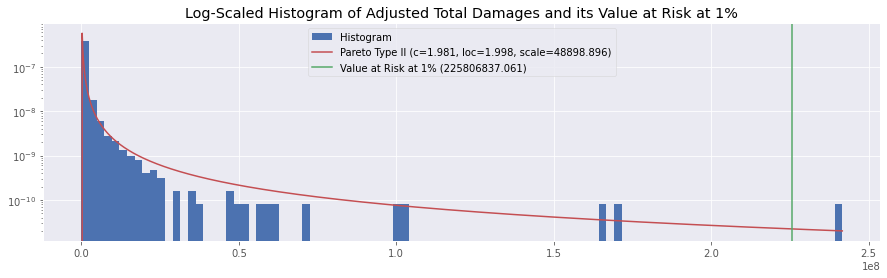 Log-Scaled Histogram of Adjusted Total Damages and its Value at Risk at 1%
Histogram
Pareto Type II (c=1.981, loc=1.998, scale=48898.896)
Value at Risk at 1% (225806837.061)
10⁻⁷
10⁻⁸
10⁻⁹
10⁻¹⁰
0.0 0.5 1.0 1.5 2.0 2.5
1e8